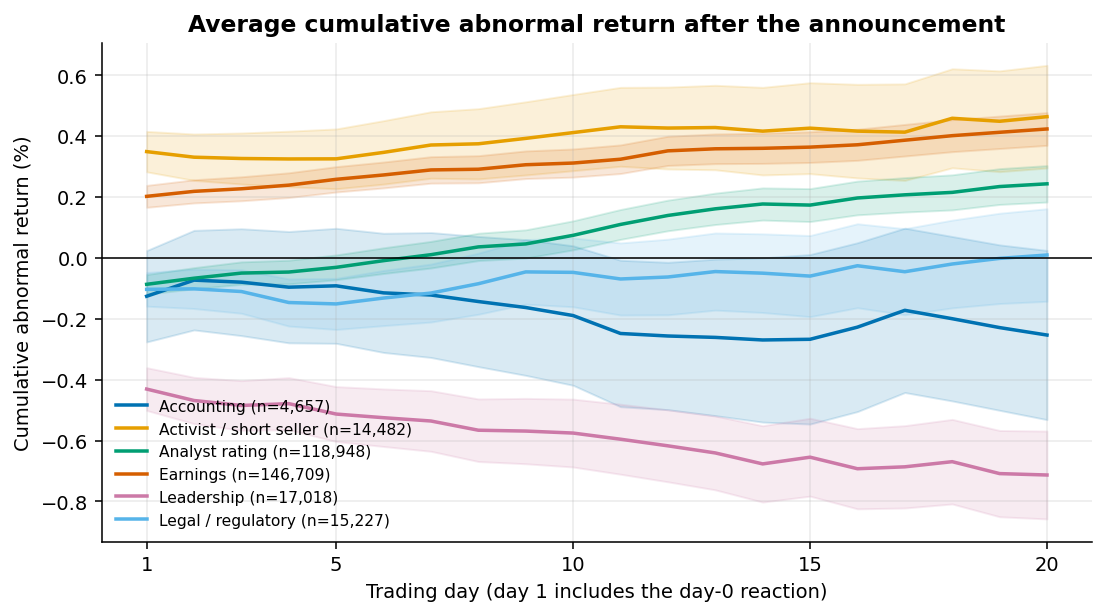 Average cumulative abnormal return after the announcement
Cumulative abnormal return (%)
0.6
0.4
0.2
0.0
−0.2
−0.4
−0.6
−0.8
Accounting (n=4,657)
Activist / short seller (n=14,482)
Analyst rating (n=118,948)
Earnings (n=146,709)
Leadership (n=17,018)
Legal / regulatory (n=15,227)
1 5 10 15 20
Trading day (day 1 includes the day-0 reaction)